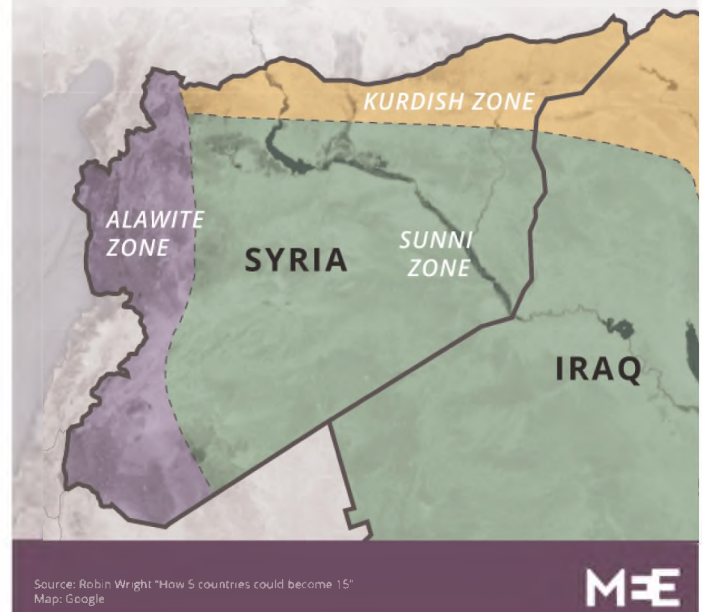 KURDISH ZONE
ALAWITE
ZONE
SUNNI
ZONE
SYRIA
IRAQ
Source: Robin Wright "How 5 countries could become 15"
Map: Google
MEE